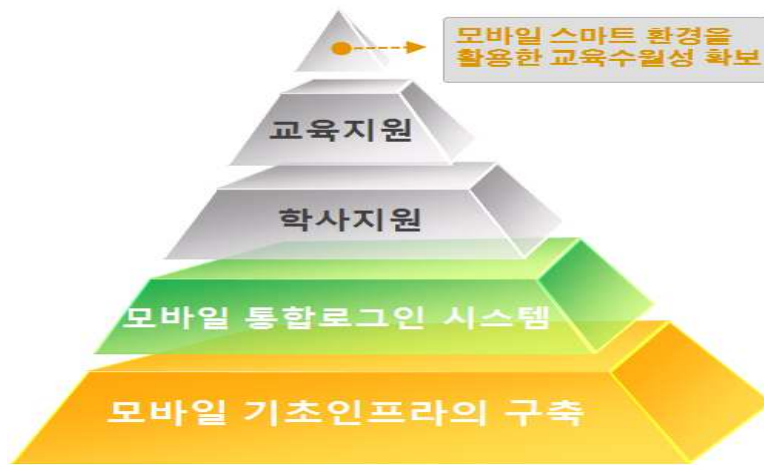 모바일 스마트 환경을
활용한 교육수월성 확보
교육지원
학사지원
모바일 통합로그인 시스템
모바일 기초인프라의 구축